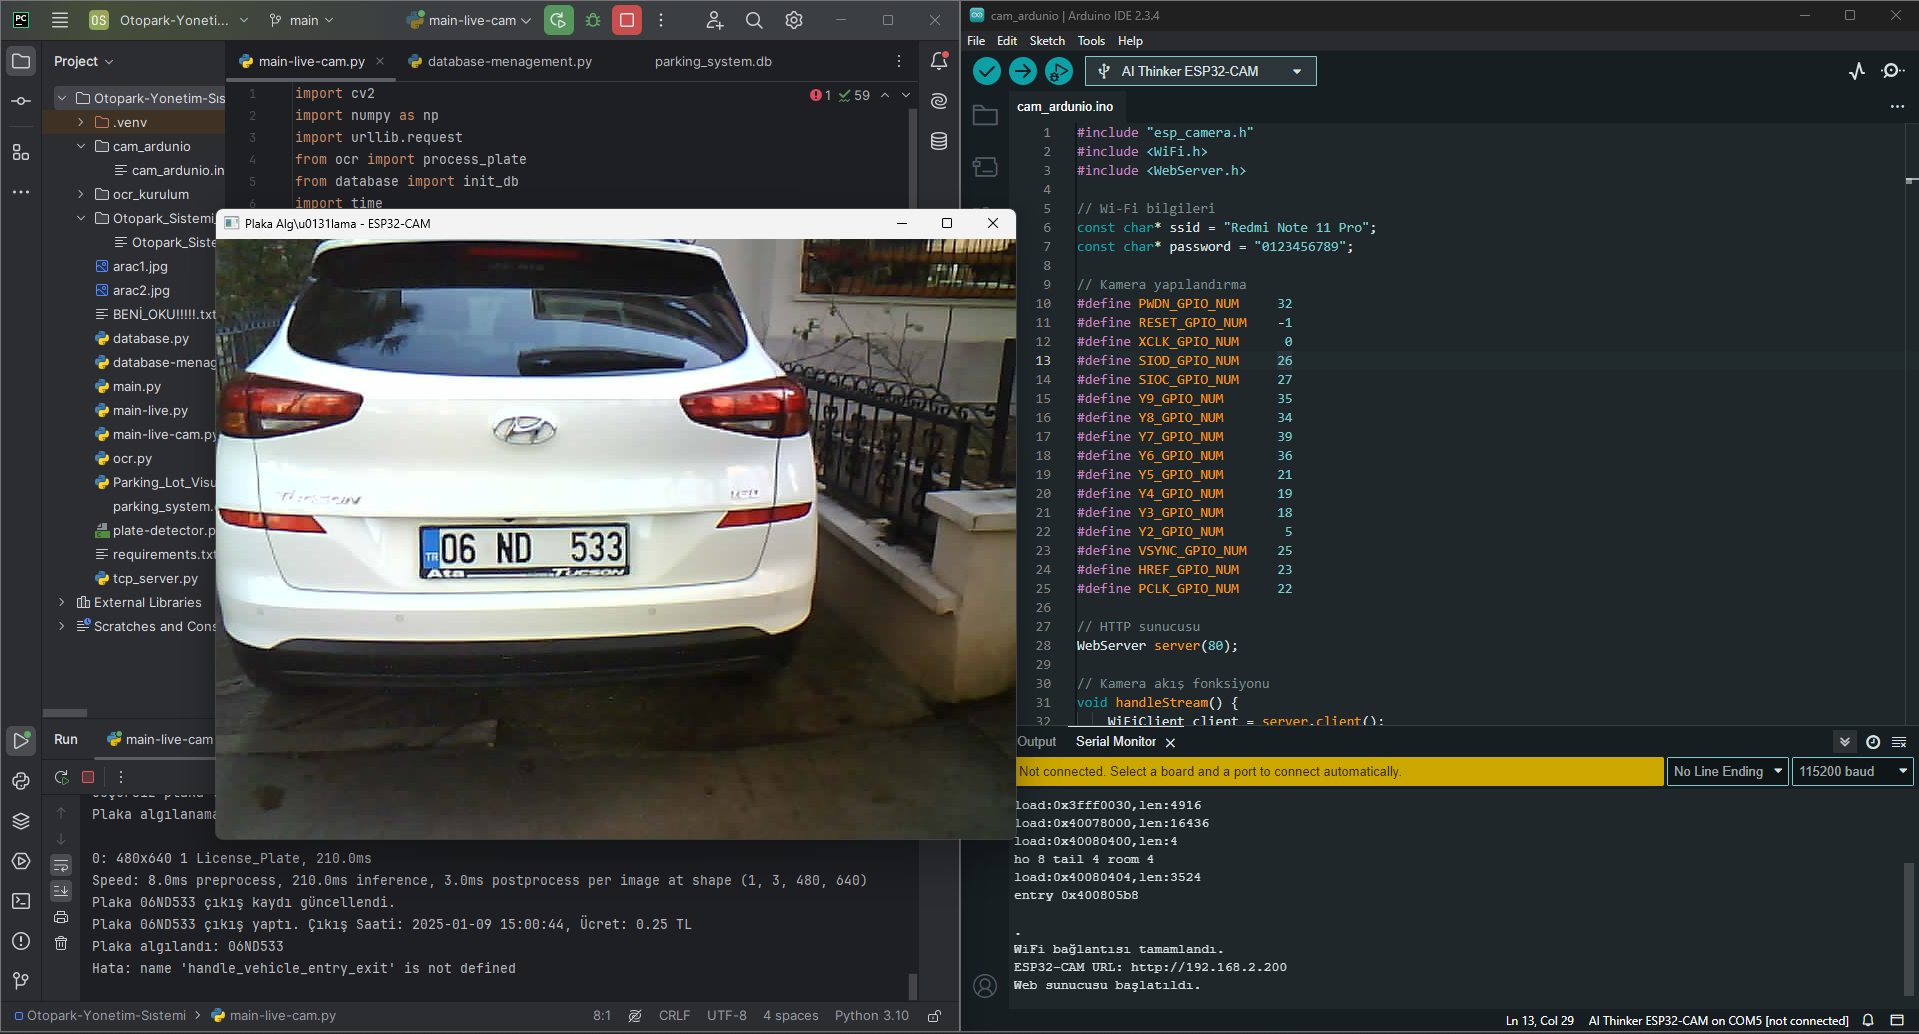 OS Otopark-Yoneti... main main-live-cam
Project
Otopark-Yonetim-Sis
.venv
cam_ardunio
cam_ardunio.in
ocr_kurulum
Otopark_Sistemi
Otopark_Siste
arac1.jpg
arac2.jpg
BENİ_OKU!!!!!.txt
database.py
database-menag
main.py
main-live.py
main-live-cam.py
ocr.py
Parking_Lot_Visu
parking_system.
plate-detector.p
requirements.txt
tcp_server.py
External Libraries
Scratches and Cons
main-live-cam.py database-menagement.py parking_system.db
1 59
1 import cv2
2 import numpy as np
3 import urllib.request
4 from ocr import process_plate
5 from database import init_db
import time
Plaka Alg\u0131lama - ESP32-CAM
TUCSON
TR 06 ND 533
Ata TUCSON
Run main-live-cam
Plaka algılanama
0: 480x640 1 License_Plate, 210.0ms
Speed: 8.0ms preprocess, 210.0ms inference, 3.0ms postprocess per image at shape (1, 3, 480, 640)
Plaka 06ND533 çıkış kaydı güncellendi.
Plaka 06ND533 çıkış yaptı. Çıkış Saati: 2025-01-09 15:00:44, Ücret: 0.25 TL
Plaka algılandı: 06ND533
Hata: name 'handle_vehicle_entry_exit' is not defined
Otopark-Yonetim-Sistemi > main-live-cam.py 8:1 CRLF UTF-8 4 spaces Python 3.10
cam_ardunio | Arduino IDE 2.3.4
File Edit Sketch Tools Help
AI Thinker ESP32-CAM
cam_ardunio.ino
1 #include "esp_camera.h"
2 #include <WiFi.h>
3 #include <WebServer.h>
4
5 // Wi-Fi bilgileri
6 const char* ssid = "Redmi Note 11 Pro";
7 const char* password = "0123456789";
8
9 // Kamera yapılandırma
10 #define PWDN_GPIO_NUM 32
11 #define RESET_GPIO_NUM -1
12 #define XCLK_GPIO_NUM 0
13 #define SIOD_GPIO_NUM 26
14 #define SIOC_GPIO_NUM 27
15 #define Y9_GPIO_NUM 35
16 #define Y8_GPIO_NUM 34
17 #define Y7_GPIO_NUM 39
18 #define Y6_GPIO_NUM 36
19 #define Y5_GPIO_NUM 21
20 #define Y4_GPIO_NUM 19
21 #define Y3_GPIO_NUM 18
22 #define Y2_GPIO_NUM 5
23 #define VSYNC_GPIO_NUM 25
24 #define HREF_GPIO_NUM 23
25 #define PCLK_GPIO_NUM 22
26
27 // HTTP sunucusu
28 WebServer server(80);
29
30 // Kamera akış fonksiyonu
31 void handleStream() {
32 WiFiClient client = server.client();
Output Serial Monitor
Not connected. Select a board and a port to connect automatically. No Line Ending 115200 baud
load:0x3fff0030,len:4916
load:0x40078000,len:16436
load:0x40080400,len:4
ho 8 tail 4 room 4
load:0x40080404,len:3524
entry 0x400805b8
.
WiFi bağlantısı tamamlandı.
ESP32-CAM URL: http://192.168.2.200
Web sunucusu başlatıldı.
Ln 13, Col 29 AI Thinker ESP32-CAM on COM5 [not connected]